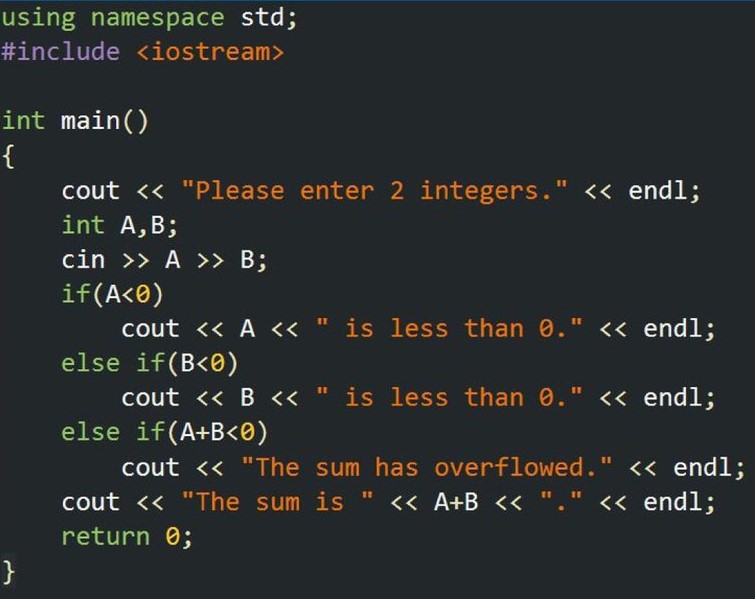 using namespace std;
#include <iostream>

int main()
{
    cout << "Please enter 2 integers." << endl;
    int A,B;
    cin >> A >> B;
    if(A<0)
        cout << A << " is less than 0." << endl;
    else if(B<0)
        cout << B << " is less than 0." << endl;
    else if(A+B<0)
        cout << "The sum has overflowed." << endl;
    cout << "The sum is " << A+B << "." << endl;
    return 0;
}